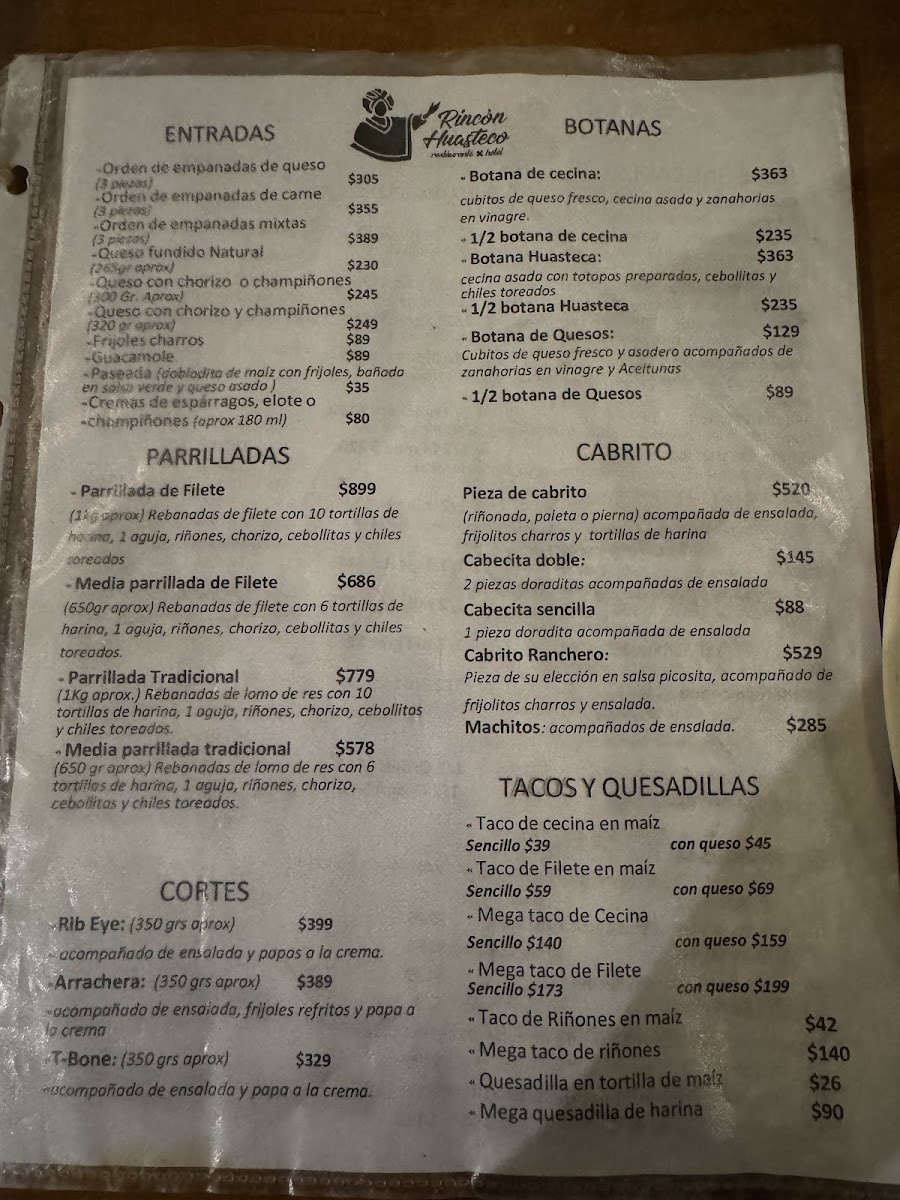 Rincón
Huasteco
restaurante hotel
ENTRADAS
-Orden de empanadas de queso
(3 piezas) $305
-Orden de empanadas de carne
(3 piezas) $355
-Orden de empanadas mixtas
(3 piezas) $389
-Queso fundido Natural
(265gr aprox) $230
-Queso con chorizo o champiñones
(300 Gr. Aprox) $245
-Queso con chorizo y champiñones
(320 gr aprox) $249
-Frijoles charros $89
-Guacamole $89
-Paseada (dobladita de maíz con frijoles, bañada
en salsa verde y queso asado ) $35
-Cremas de espárragos, elote o
-champiñones (aprox 180 ml) $80
PARRILLADAS
- Parrillada de Filete $899
(1kg aprox) Rebanadas de filete con 10 tortillas de
harina, 1 aguja, riñones, chorizo, cebollitas y chiles
toreados
- Media parrillada de Filete $686
(650gr aprox) Rebanadas de filete con 6 tortillas de
harina, 1 aguja, riñones, chorizo, cebollitas y chiles
toreados.
- Parrillada Tradicional $779
(1Kg aprox.) Rebanadas de lomo de res con 10
tortillas de harina, 1 aguja, riñones, chorizo, cebollitas
y chiles toreados.
- Media parrillada tradicional $578
(650 gr aprox) Rebanadas de lomo de res con 6
tortillas de harina, 1 aguja, riñones, chorizo,
cebollitas y chiles toreados.
CORTES
-Rib Eye: (350 grs aprox) $399
- acompañado de ensalada y papas a la crema.
-Arrachera: (350 grs aprox) $389
-acompañado de ensalada, frijoles refritos y papa a
la crema
-T-Bone: (350 grs aprox) $329
-acompañado de ensalada y papa a la crema.
BOTANAS
- Botana de cecina: $363
cubitos de queso fresco, cecina asada y zanahorias
en vinagre.
- 1/2 botana de cecina $235
- Botana Huasteca: $363
cecina asada con totopos preparados, cebollitas y
chiles toreados
- 1/2 botana Huasteca $235
- Botana de Quesos: $129
Cubitos de queso fresco y asadero acompañados de
zanahorias en vinagre y Aceitunas
- 1/2 botana de Quesos $89
CABRITO
Pieza de cabrito $520
(riñonada, paleta o pierna) acompañada de ensalada,
frijolitos charros y tortillas de harina
Cabecita doble: $145
2 piezas doraditas acompañadas de ensalada
Cabecita sencilla $88
1 pieza doradita acompañada de ensalada
Cabrito Ranchero: $529
Pieza de su elección en salsa picosita, acompañado de
frijolitos charros y ensalada.
Machitos: acompañados de ensalada. $285
TACOS Y QUESADILLAS
- Taco de cecina en maíz
Sencillo $39 con queso $45
- Taco de Filete en maíz
Sencillo $59 con queso $69
- Mega taco de Cecina
Sencillo $140 con queso $159
- Mega taco de Filete
Sencillo $173 con queso $199
- Taco de Riñones en maíz $42
- Mega taco de riñones $140
- Quesadilla en tortilla de maíz $26
- Mega quesadilla de harina $90